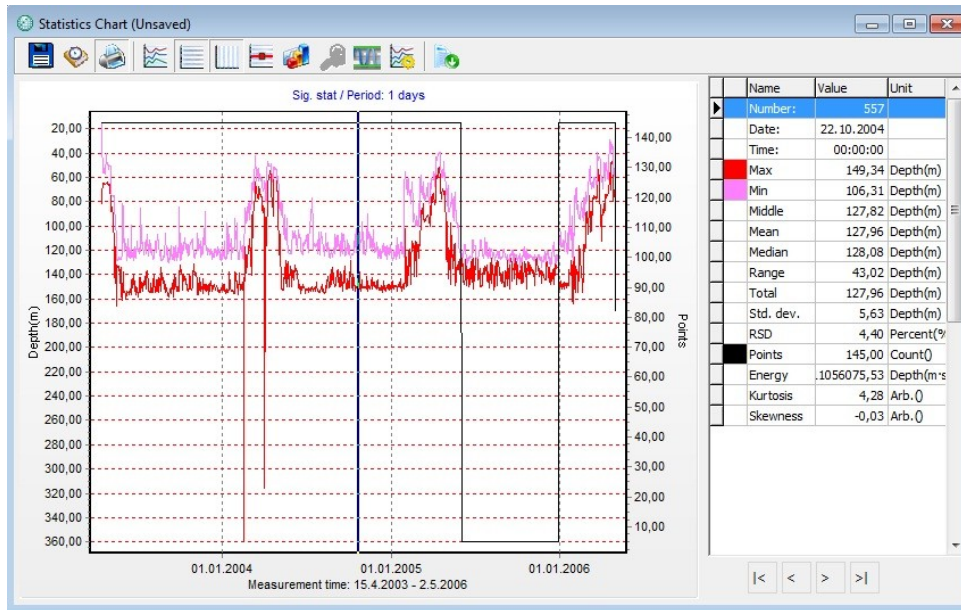 Statistics Chart (Unsaved)
Sig. stat / Period: 1 days
20,00
40,00
60,00
80,00
100,00
120,00
140,00
160,00
180,00
200,00
220,00
240,00
260,00
280,00
300,00
320,00
340,00
360,00
Depth(m)
140,00
130,00
120,00
110,00
100,00
90,00
80,00
70,00
60,00
50,00
40,00
30,00
20,00
10,00
Points
01.01.2004 01.01.2005 01.01.2006
Measurement time: 15.4.2003 - 2.5.2006
Name Value Unit
Number: 557
Date: 22.10.2004
Time: 00:00:00
Max 149,34 Depth(m)
Min 106,31 Depth(m)
Middle 127,82 Depth(m)
Mean 127,96 Depth(m)
Median 128,08 Depth(m)
Range 43,02 Depth(m)
Total 127,96 Depth(m)
Std. dev. 5,63 Depth(m)
RSD 4,40 Percent(%
Points 145,00 Count()
Energy .1056075,53 Depth(m·s
Kurtosis 4,28 Arb.()
Skewness -0,03 Arb.()
|< < > >|